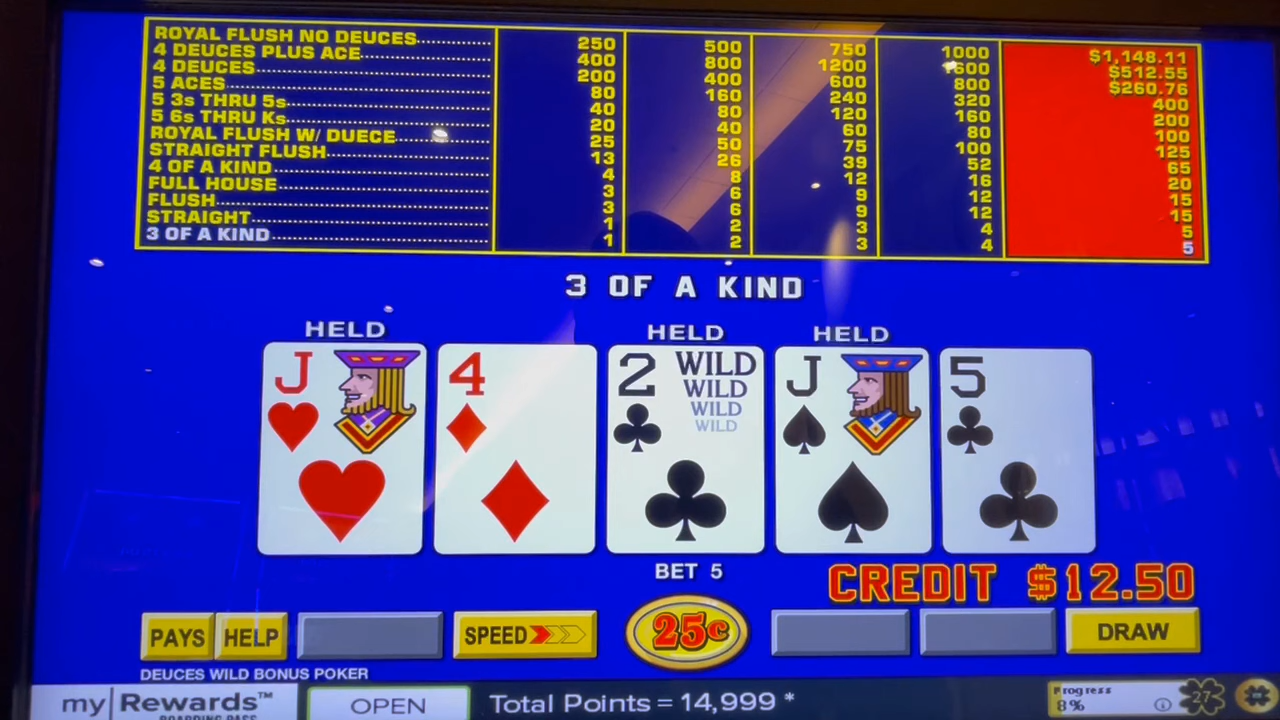 ROYAL FLUSH NO DEUCES 250 500 750 1000 $1,148.11
4 DEUCES PLUS ACE 400 800 1200 1600 $512.55
4 DEUCES 200 400 600 800 $260.76
5 ACES 80 160 240 320 400
5 3s THRU 5s 40 80 120 160 200
5 6s THRU Ks 20 40 60 80 100
ROYAL FLUSH W/ DUECE 25 50 75 100 125
STRAIGHT FLUSH 13 26 39 52 65
4 OF A KIND 4 8 12 16 20
FULL HOUSE 3 6 9 12 15
FLUSH 3 6 9 12 15
STRAIGHT 1 2 3 4 5
3 OF A KIND 1 2 3 4 5
3 OF A KIND
HELD HELD HELD
J 4 2 WILD J 5
WILD
WILD
WILD
BET 5
CREDIT $12.50
PAYS HELP SPEED 25¢ DRAW
DEUCES WILD BONUS POKER
my Rewards™ OPEN Total Points = 14,999 * Progress
BOARDING PASS 8% 27